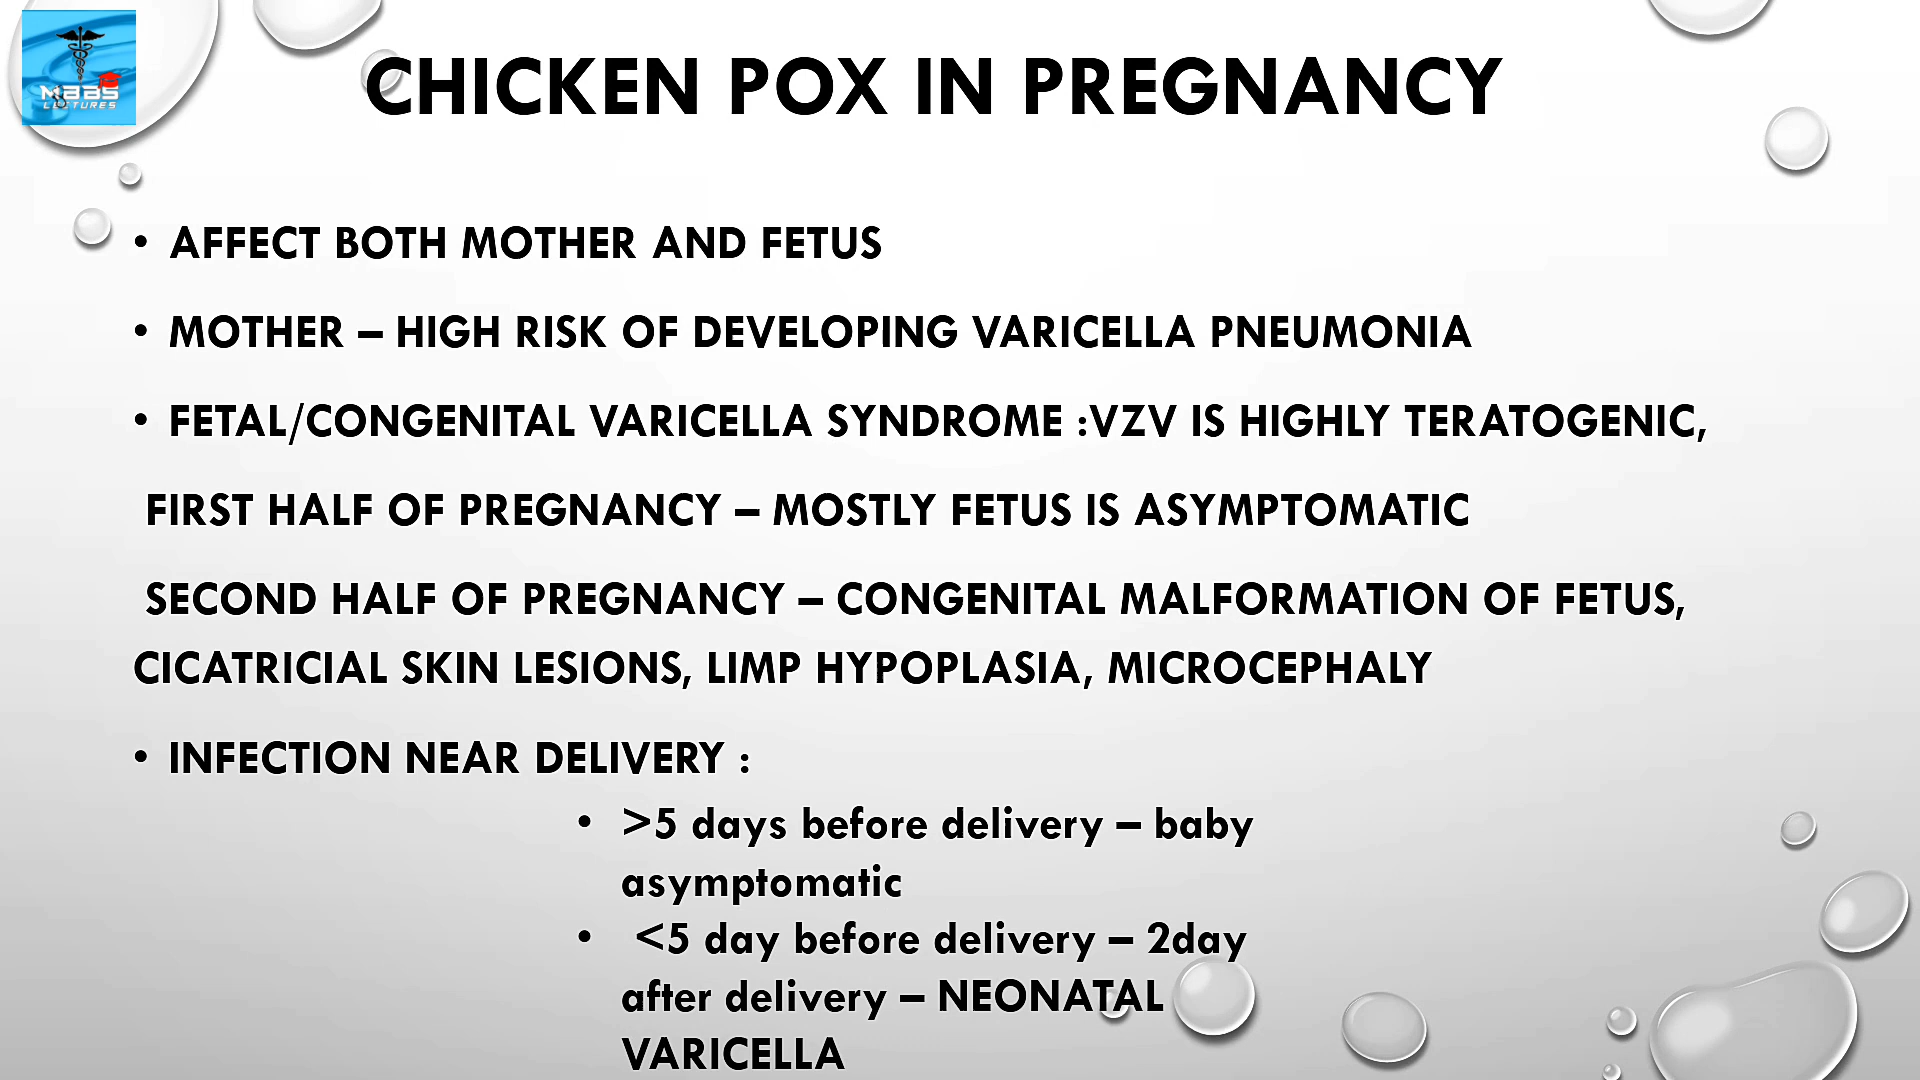 MBBS
LECTURES
CHICKEN POX IN PREGNANCY
• AFFECT BOTH MOTHER AND FETUS
• MOTHER – HIGH RISK OF DEVELOPING VARICELLA PNEUMONIA
• FETAL/CONGENITAL VARICELLA SYNDROME :VZV IS HIGHLY TERATOGENIC,
FIRST HALF OF PREGNANCY – MOSTLY FETUS IS ASYMPTOMATIC
SECOND HALF OF PREGNANCY – CONGENITAL MALFORMATION OF FETUS,
CICATRICIAL SKIN LESIONS, LIMP HYPOPLASIA, MICROCEPHALY
• INFECTION NEAR DELIVERY :
• >5 days before delivery – baby
asymptomatic
• <5 day before delivery – 2day
after delivery – NEONATAL
VARICELLA